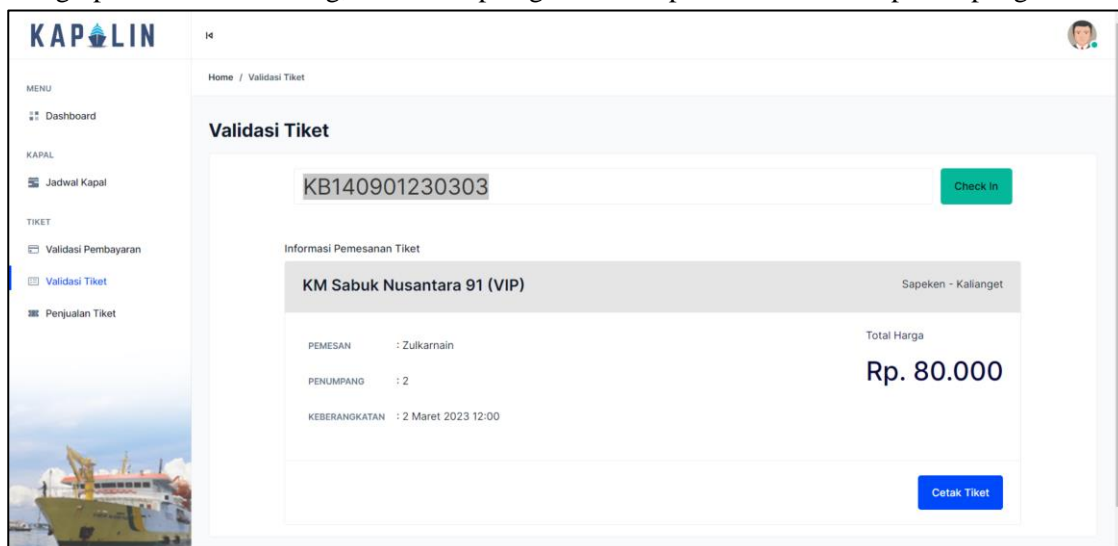 KAPALIN
Home / Validasi Tiket
MENU
Dashboard
KAPAL
Jadwal Kapal
TIKET
Validasi Pembayaran
Validasi Tiket
Penjualan Tiket
Validasi Tiket
KB140901230303
Check In
Informasi Pemesanan Tiket
KM Sabuk Nusantara 91 (VIP)
Sapeken - Kalianget
PEMESAN : Zulkarnain
PENUMPANG : 2
KEBERANGKATAN : 2 Maret 2023 12:00
Total Harga
Rp. 80.000
Cetak Tiket